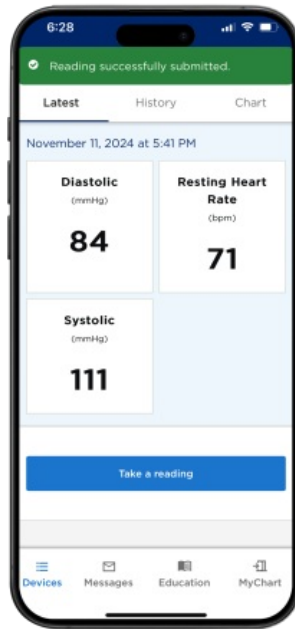 6:28
Reading successfully submitted.
Latest History Chart
November 11, 2024 at 5:41 PM
Diastolic
(mmHg)
84
Resting Heart
Rate
(bpm)
71
Systolic
(mmHg)
111
Take a reading
Devices Messages Education MyChart